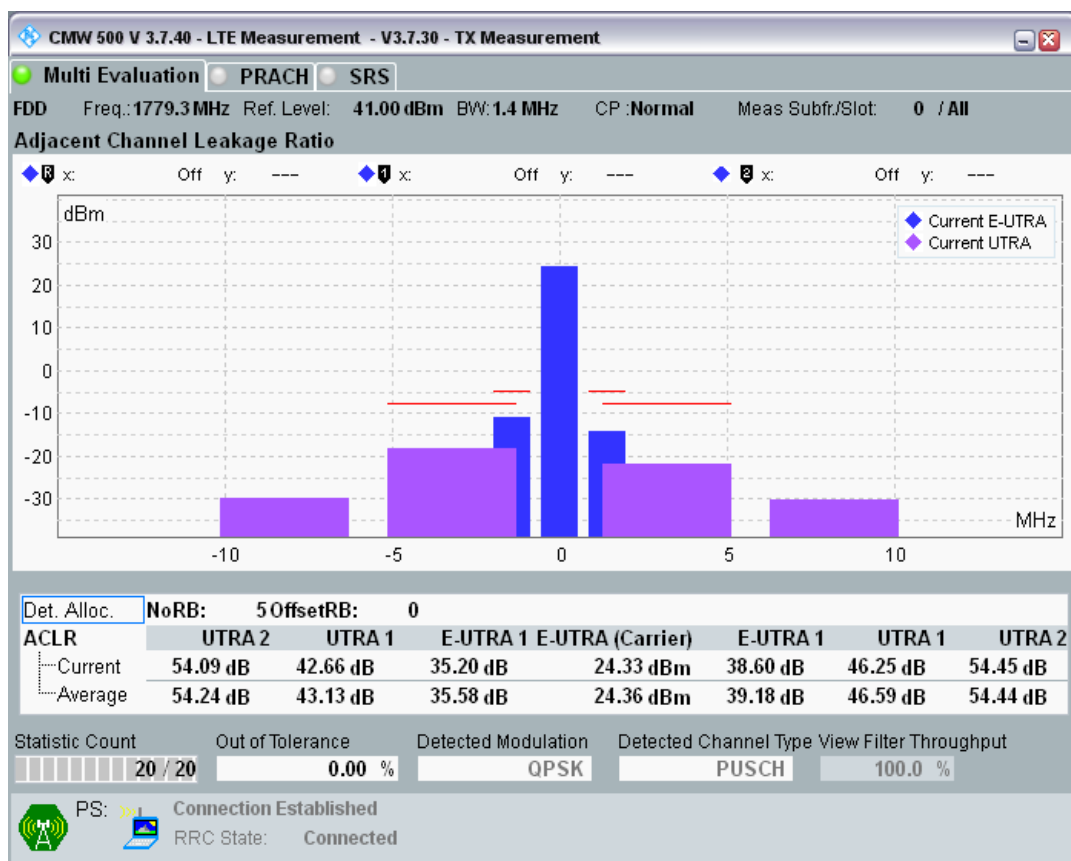 CMW 500 V 3.7.40 - LTE Measurement - V3.7.30 - TX Measurement
Multi Evaluation PRACH SRS
FDD Freq.: 1779.3 MHz Ref. Level: 41.00 dBm BW: 1.4 MHz CP :Normal Meas Subfr./Slot: 0 / All
Adjacent Channel Leakage Ratio
R x: Off y: --- 1 x: Off y: --- 2 x: Off y: ---
dBm
Current E-UTRA
Current UTRA
30
20
10
0
-10
-20
-30
MHz
-10 -5 0 5 10
Det. Alloc. NoRB: 5 OffsetRB: 0
ACLR UTRA 2 UTRA 1 E-UTRA 1 E-UTRA (Carrier) E-UTRA 1 UTRA 1 UTRA 2
Current 54.09 dB 42.66 dB 35.20 dB 24.33 dBm 38.60 dB 46.25 dB 54.45 dB
Average 54.24 dB 43.13 dB 35.58 dB 24.36 dBm 39.18 dB 46.59 dB 54.44 dB
Statistic Count Out of Tolerance Detected Modulation Detected Channel Type View Filter Throughput
20 / 20 0.00 % QPSK PUSCH 100.0 %
PS: Connection Established
RRC State: Connected